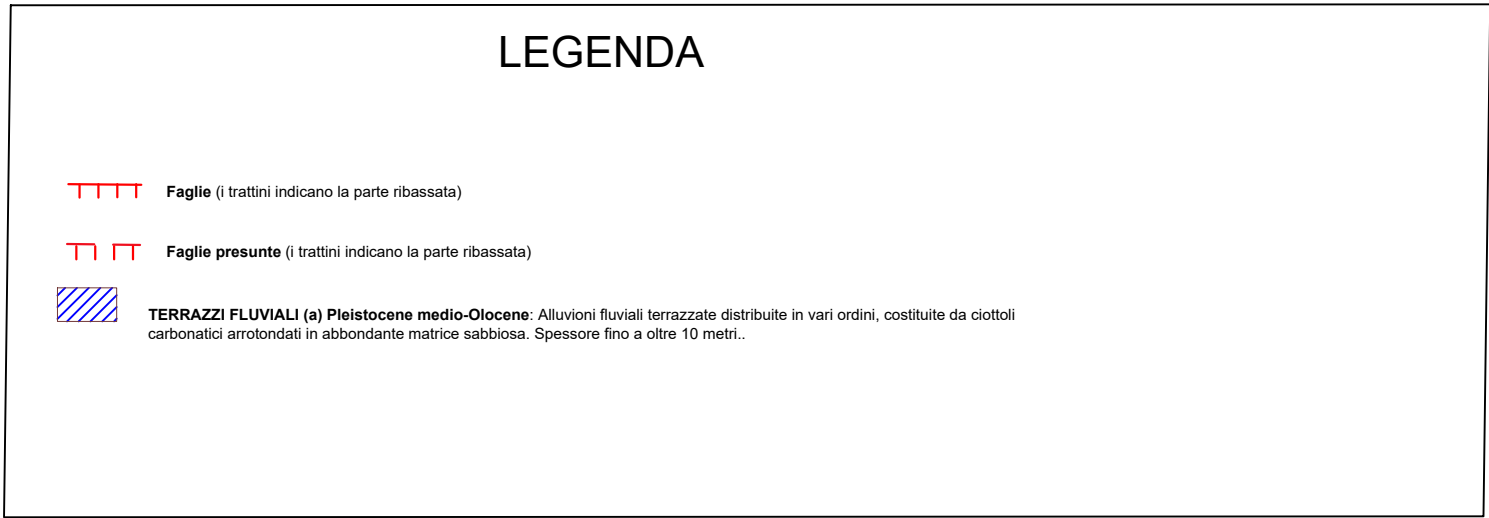 LEGENDA
Faglie (i trattini indicano la parte ribassata)
Faglie presunte (i trattini indicano la parte ribassata)
TERRAZZI FLUVIALI (a) Pleistocene medio-Olocene: Alluvioni fluviali terrazzate distribuite in vari ordini, costituite da ciottoli
carbonatici arrotondati in abbondante matrice sabbiosa. Spessore fino a oltre 10 metri..